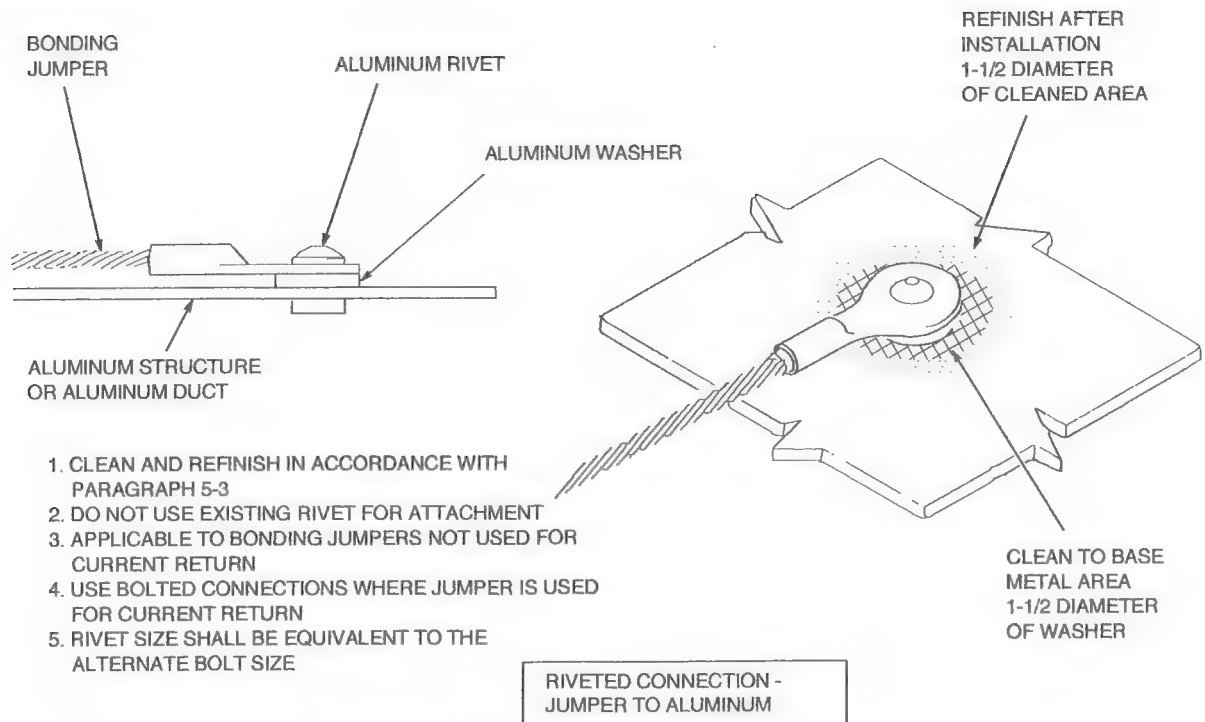 BONDING
JUMPER
ALUMINUM RIVET
ALUMINUM WASHER
REFINISH AFTER
INSTALLATION
1-1/2 DIAMETER
OF CLEANED AREA
ALUMINUM STRUCTURE
OR ALUMINUM DUCT
1. CLEAN AND REFINISH IN ACCORDANCE WITH
PARAGRAPH 5-3
2. DO NOT USE EXISTING RIVET FOR ATTACHMENT
3. APPLICABLE TO BONDING JUMPERS NOT USED FOR
CURRENT RETURN
4. USE BOLTED CONNECTIONS WHERE JUMPER IS USED
FOR CURRENT RETURN
5. RIVET SIZE SHALL BE EQUIVALENT TO THE
ALTERNATE BOLT SIZE
CLEAN TO BASE
METAL AREA
1-1/2 DIAMETER
OF WASHER
RIVETED CONNECTION -
JUMPER TO ALUMINUM